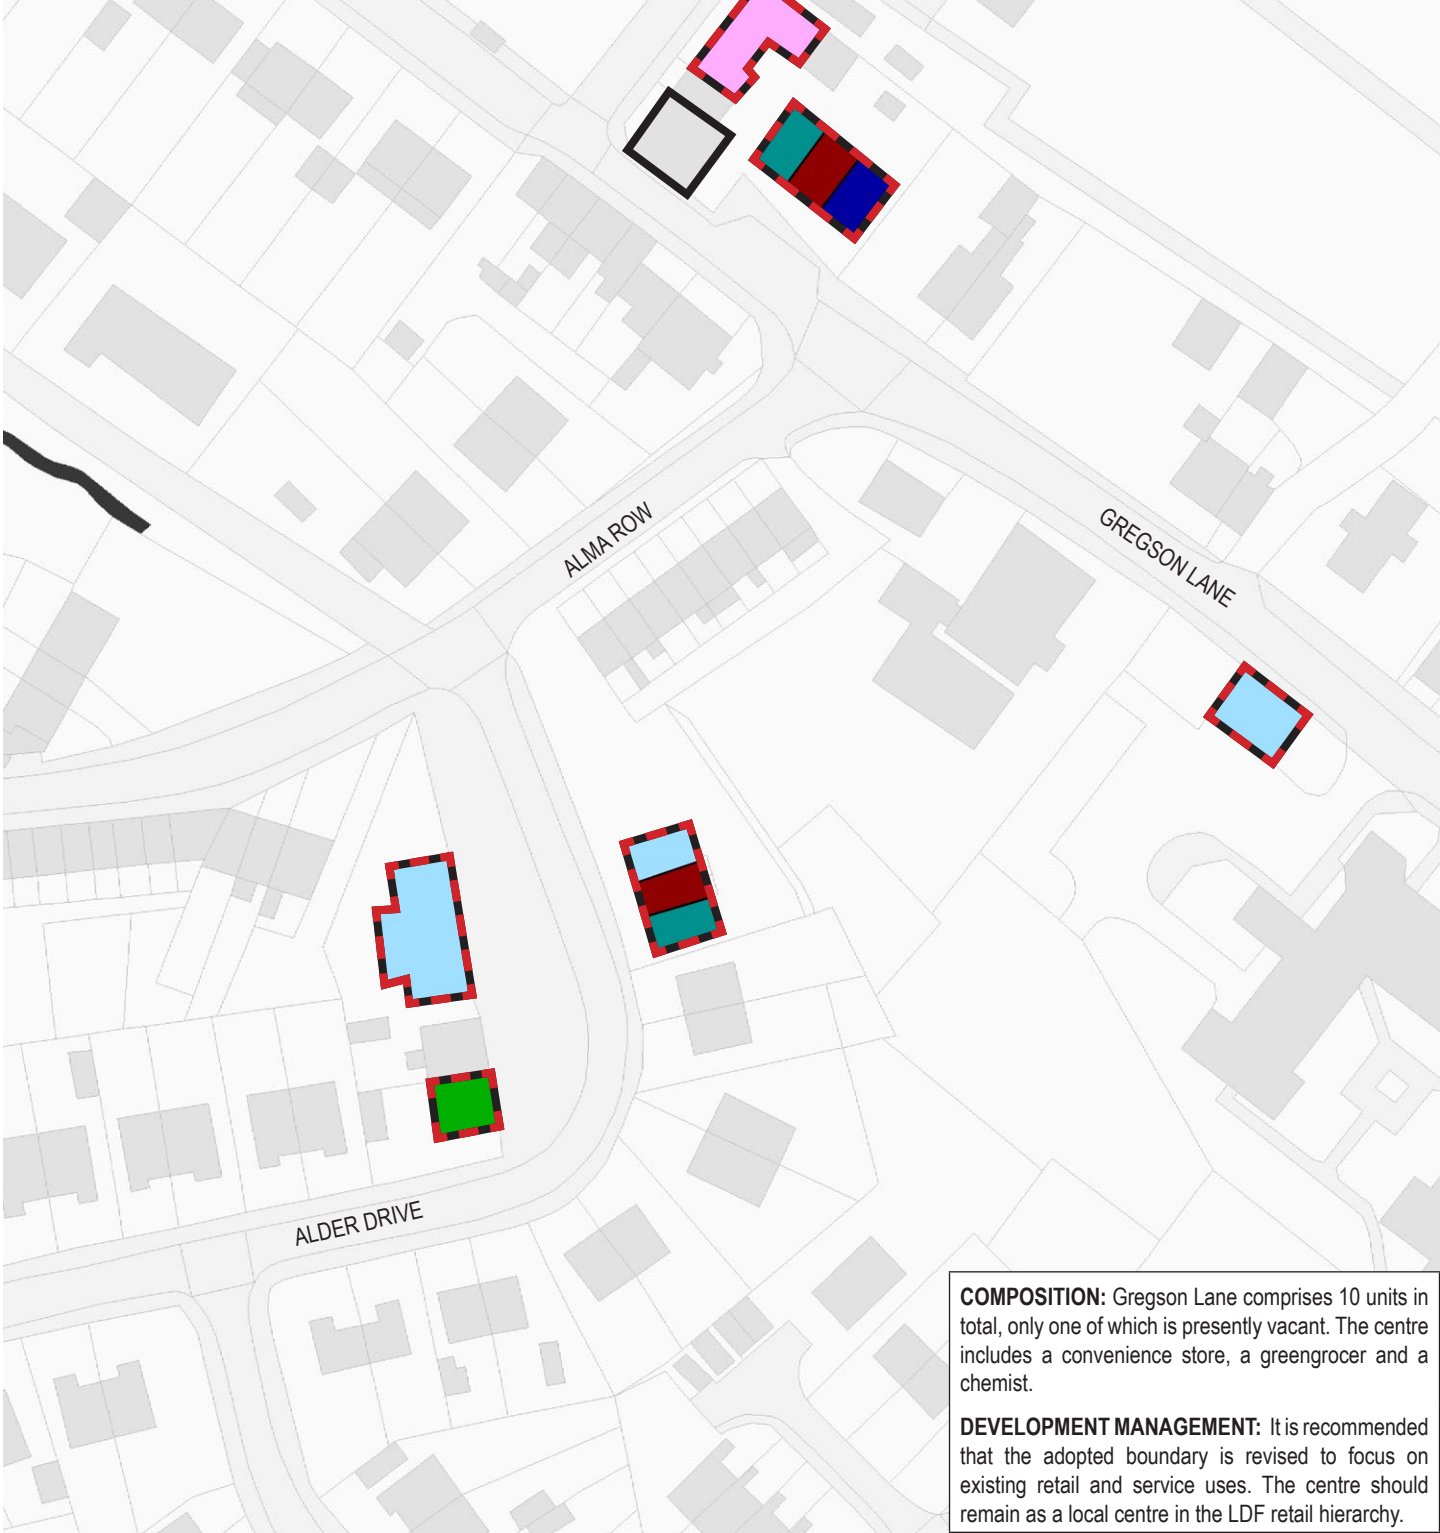 ALMA ROW
GREGSON LANE
ALDER DRIVE
COMPOSITION: Gregson Lane comprises 10 units in
total, only one of which is presently vacant. The centre
includes a convenience store, a greengrocer and a
chemist.
DEVELOPMENT MANAGEMENT: It is recommended
that the adopted boundary is revised to focus on
existing retail and service uses. The centre should
remain as a local centre in the LDF retail hierarchy.